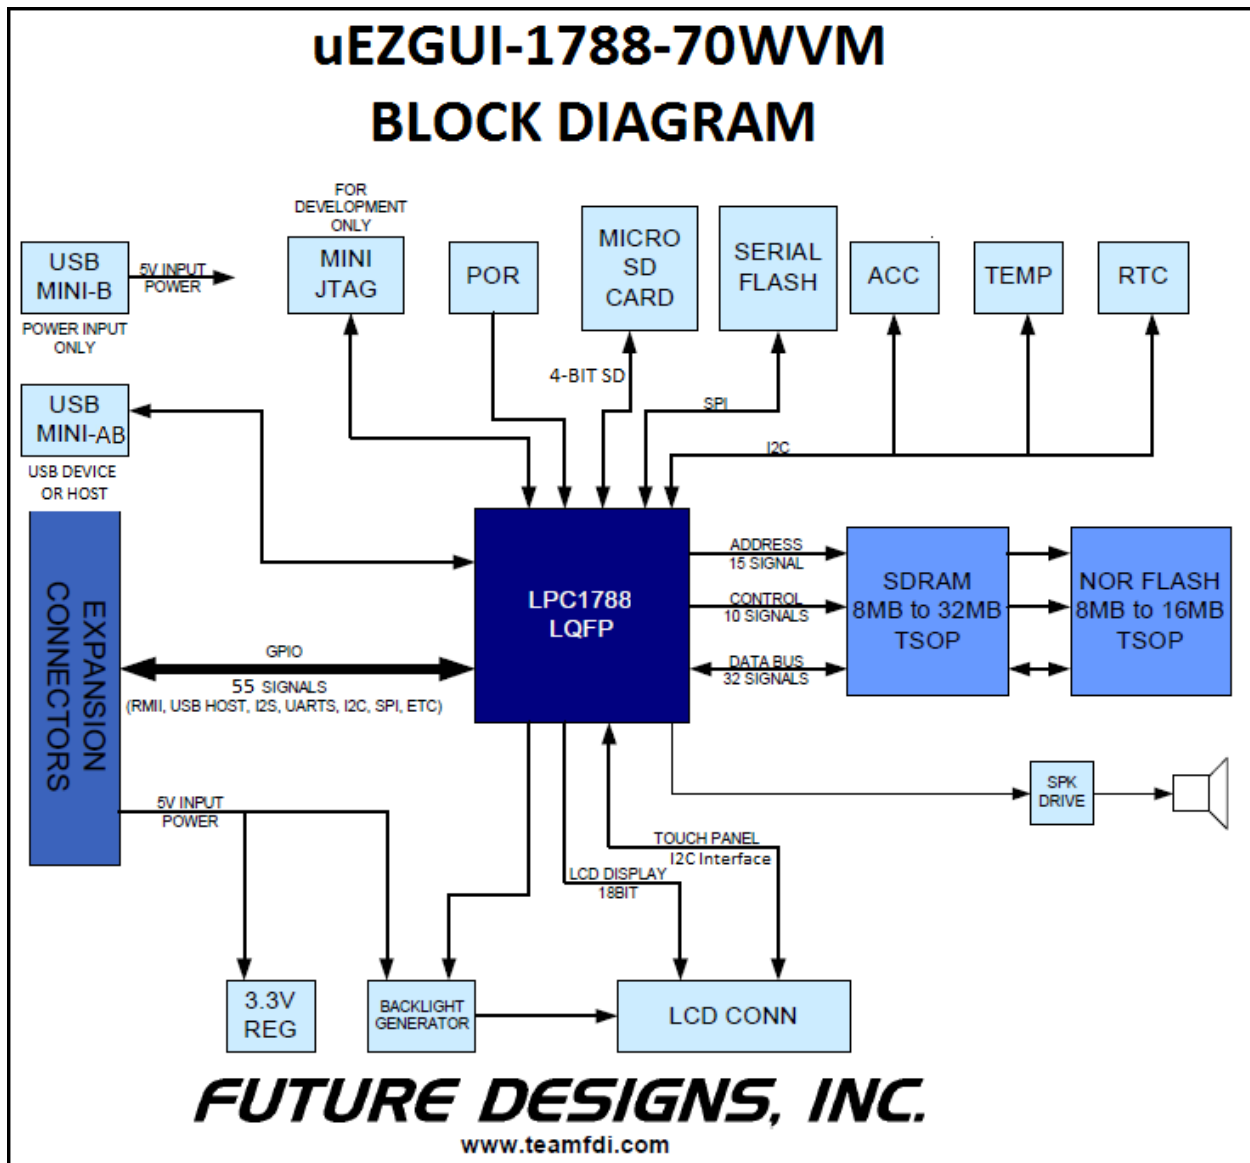 uEZGUI-1788-70WVM
BLOCK DIAGRAM
FOR
DEVELOPMENT
ONLY
USB
MINI-B
5V INPUT
POWER
POWER INPUT
ONLY
MINI
JTAG
POR
MICRO
SD
CARD
SERIAL
FLASH
ACC
TEMP
RTC
4-BIT SD
SPI
I2C
USB
MINI-AB
USB DEVICE
OR HOST
EXPANSION
CONNECTORS
LPC1788
LQFP
ADDRESS
15 SIGNAL
CONTROL
10 SIGNALS
DATA BUS
32 SIGNALS
SDRAM
8MB to 32MB
TSOP
NOR FLASH
8MB to 16MB
TSOP
GPIO
55 SIGNALS
(RMII, USB HOST, I2S, UARTS, I2C, SPI, ETC)
5V INPUT
POWER
SPK
DRIVE
TOUCH PANEL
I2C Interface
LCD DISPLAY
18BIT
3.3V
REG
BACKLIGHT
GENERATOR
LCD CONN
FUTURE DESIGNS, INC.
www.teamfdi.com